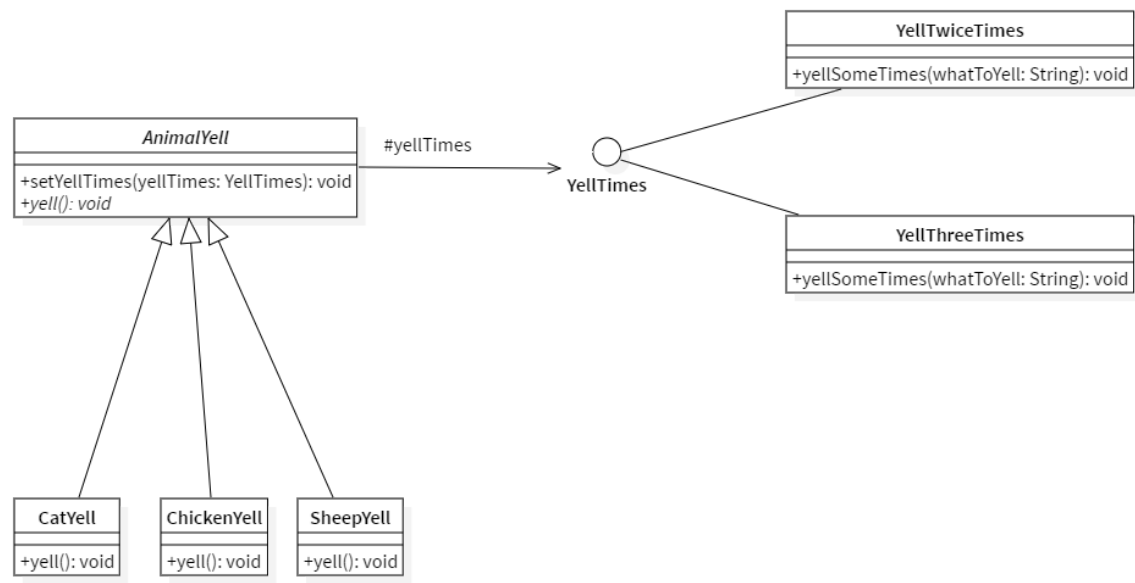 AnimalYell
+setYellTimes(yellTimes: YellTimes): void
+yell(): void
#yellTimes
YellTimes
YellTwiceTimes
+yellSomeTimes(whatToYell: String): void
YellThreeTimes
+yellSomeTimes(whatToYell: String): void
CatYell
+yell(): void
ChickenYell
+yell(): void
SheepYell
+yell(): void